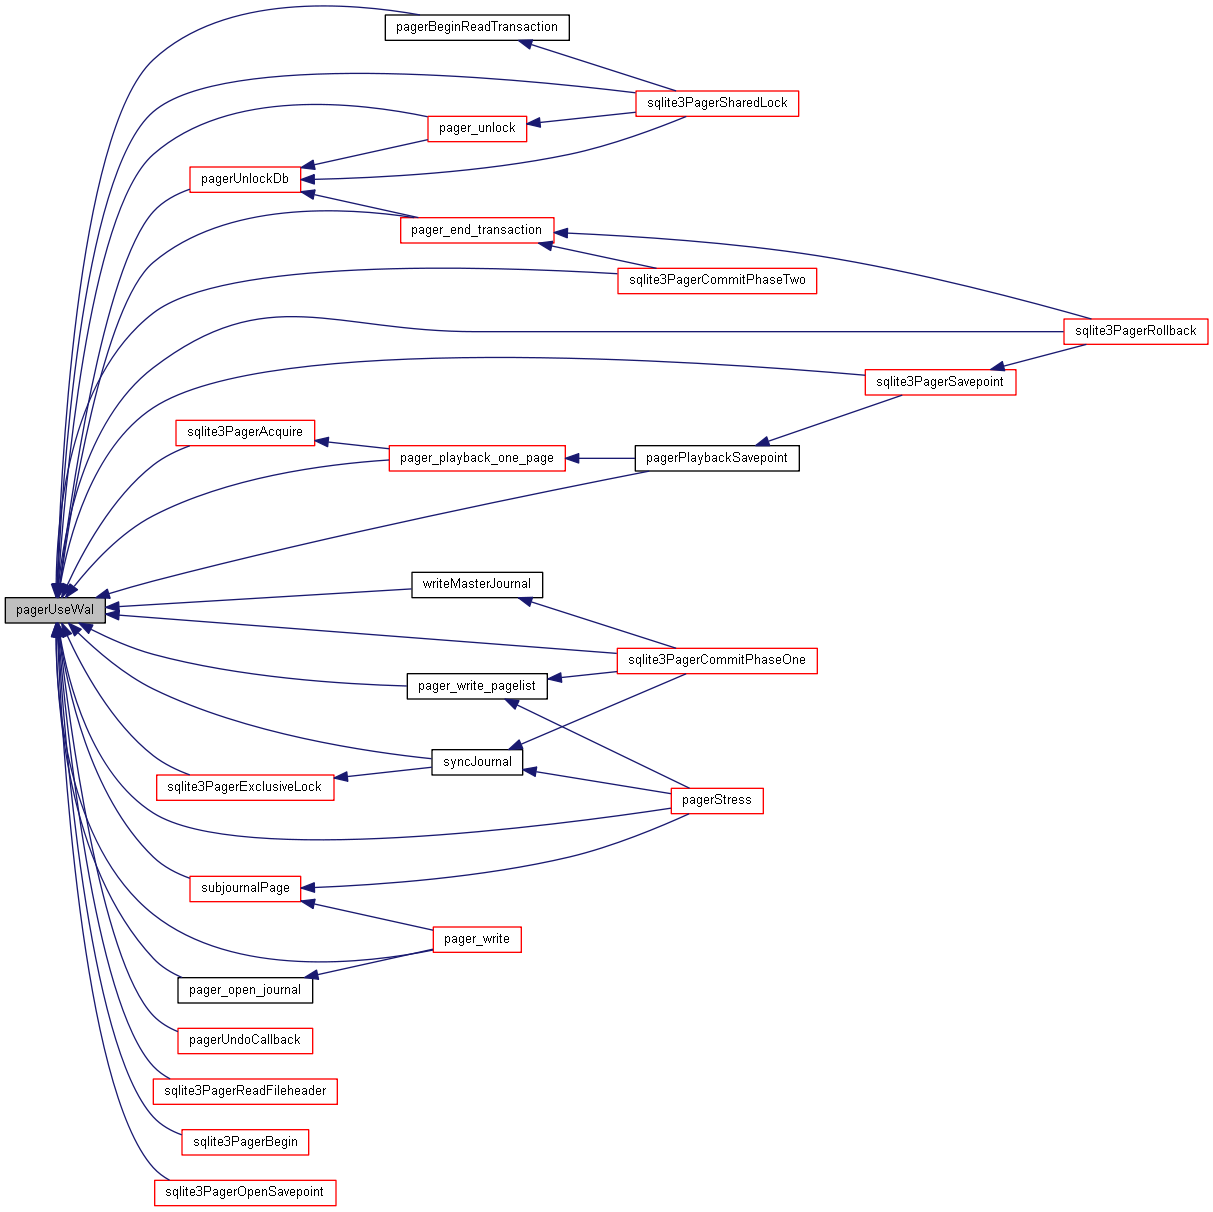 pagerBeginReadTransaction
sqlite3PagerSharedLock
pager_unlock
pagerUnlockDb
pager_end_transaction
sqlite3PagerCommitPhaseTwo
sqlite3PagerRollback
sqlite3PagerSavepoint
sqlite3PagerAcquire
pager_playback_one_page
pagerPlaybackSavepoint
writeMasterJournal
pagerUseWal
sqlite3PagerCommitPhaseOne
pager_write_pagelist
syncJournal
sqlite3PagerExclusiveLock
pagerStress
subjournalPage
pager_write
pager_open_journal
pagerUndoCallback
sqlite3PagerReadFileheader
sqlite3PagerBegin
sqlite3PagerOpenSavepoint